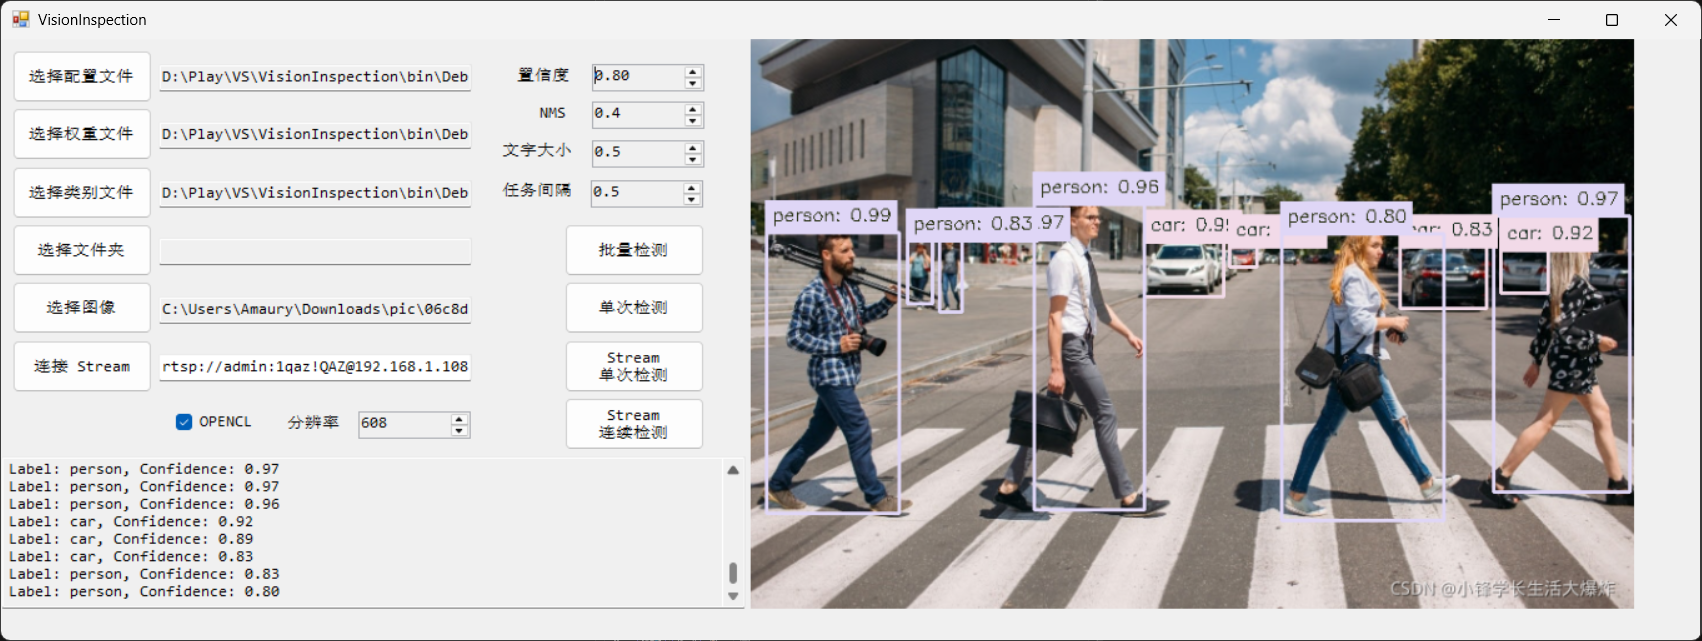 VisionInspection
选择配置文件 D:\Play\VS\VisionInspection\bin\Deb
置信度 0.80
选择权重文件 D:\Play\VS\VisionInspection\bin\Deb
NMS 0.4
选择类别文件 D:\Play\VS\VisionInspection\bin\Deb
文字大小 0.5
任务间隔 0.5
选择文件夹
批量检测
选择图像 C:\Users\Amaury\Downloads\pic\06c8d
单次检测
连接 Stream rtsp://admin:1qaz!QAZ@192.168.1.108
Stream
单次检测
OPENCL 分辨率 608
Stream
连续检测
Label: person, Confidence: 0.97
Label: person, Confidence: 0.97
Label: person, Confidence: 0.96
Label: car, Confidence: 0.92
Label: car, Confidence: 0.89
Label: car, Confidence: 0.83
Label: person, Confidence: 0.83
Label: person, Confidence: 0.80
person: 0.99
person: 0.83
.97
person: 0.96
car: 0.9
car:
person: 0.80
car: 0.83
person: 0.97
car: 0.92
CSDN @小锋学长生活大爆炸